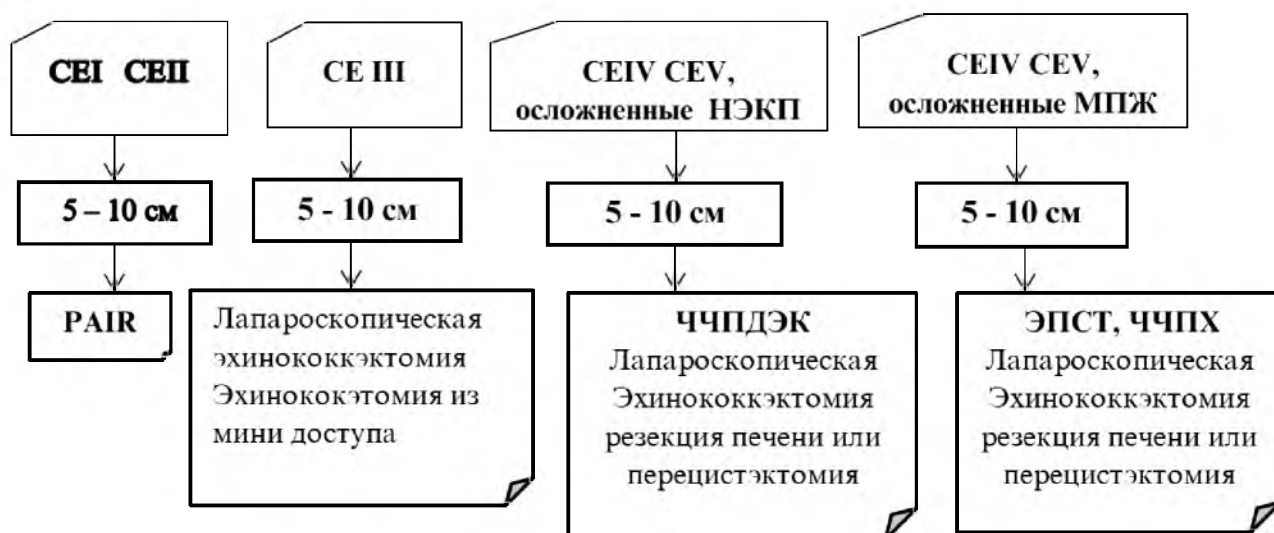 CEI CEII
CE III
CEIV CEV,
осложненные НЭКП
CEIV CEV,
осложненные МПЖ
5 – 10 см
5 - 10 см
5 - 10 см
5 - 10 см
PAIR
Лапароскопическая
эхинококкэктомия
Эхинококэтомия из
мини доступа
ЧЧПДЭК
Лапароскопическая
Эхинококкэктомия
резекция печени или
перецистэктомия
ЭПСТ, ЧЧПХ
Лапароскопическая
Эхинококкэктомия
резекция печени или
перецистэктомия